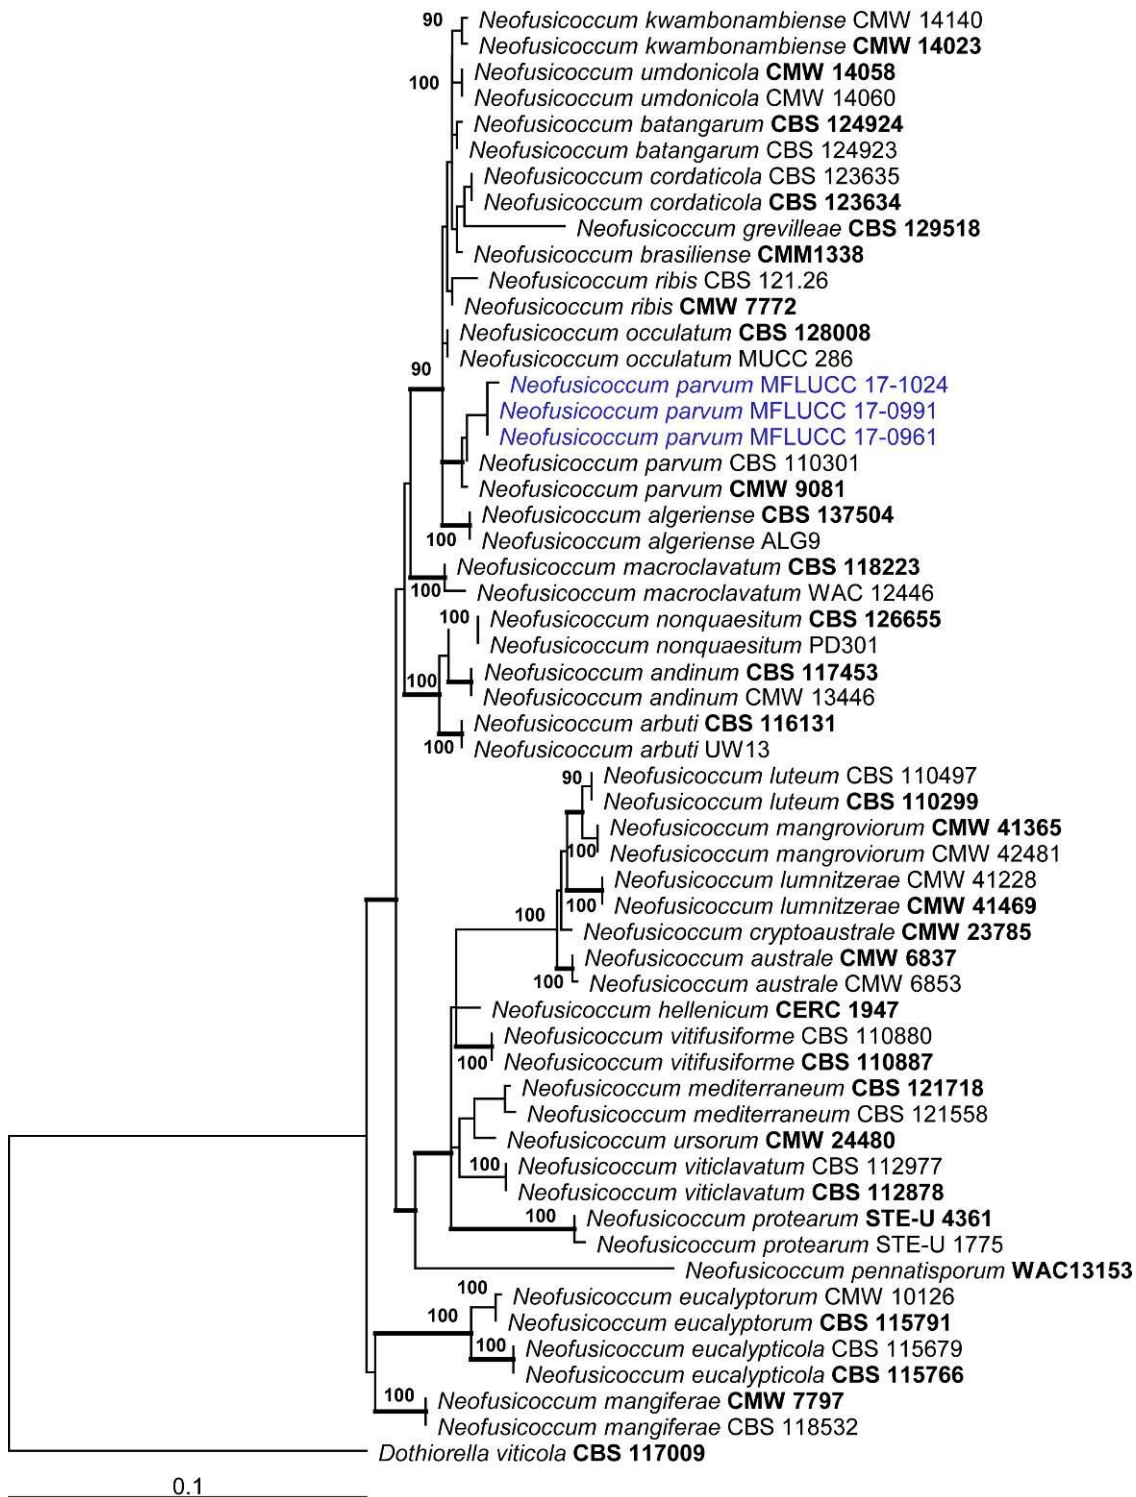 90
Neofusicoccum kwambonambiense CMW 14140
Neofusicoccum kwambonambiense CMW 14023
Neofusicoccum umdonicola CMW 14058
100
Neofusicoccum umdonicola CMW 14060
Neofusicoccum batangarum CBS 124924
Neofusicoccum batangarum CBS 124923
Neofusicoccum cordaticola CBS 123635
Neofusicoccum cordaticola CBS 123634
Neofusicoccum grevilleae CBS 129518
Neofusicoccum brasiliense CMM1338
Neofusicoccum ribis CBS 121.26
Neofusicoccum ribis CMW 7772
Neofusicoccum occulatum CBS 128008
Neofusicoccum occulatum MUCC 286
90
Neofusicoccum parvum MFLUCC 17-1024
Neofusicoccum parvum MFLUCC 17-0991
Neofusicoccum parvum MFLUCC 17-0961
Neofusicoccum parvum CBS 110301
Neofusicoccum parvum CMW 9081
Neofusicoccum algeriense CBS 137504
100
Neofusicoccum algeriense ALG9
Neofusicoccum macroclavatum CBS 118223
100
Neofusicoccum macroclavatum WAC 12446
100
Neofusicoccum nonquaesitum CBS 126655
Neofusicoccum nonquaesitum PD301
100
Neofusicoccum andinum CBS 117453
Neofusicoccum andinum CMW 13446
Neofusicoccum arbuti CBS 116131
100
Neofusicoccum arbuti UW13
90
Neofusicoccum luteum CBS 110497
Neofusicoccum luteum CBS 110299
Neofusicoccum mangroviorum CMW 41365
100
Neofusicoccum mangroviorum CMW 42481
Neofusicoccum lumnitzerae CMW 41228
100
Neofusicoccum lumnitzerae CMW 41469
100
Neofusicoccum cryptoaustrale CMW 23785
Neofusicoccum australe CMW 6837
100
Neofusicoccum australe CMW 6853
Neofusicoccum hellenicum CERC 1947
Neofusicoccum vitifusiforme CBS 110880
100
Neofusicoccum vitifusiforme CBS 110887
Neofusicoccum mediterraneum CBS 121718
Neofusicoccum mediterraneum CBS 121558
Neofusicoccum ursorum CMW 24480
100
Neofusicoccum viticlavatum CBS 112977
Neofusicoccum viticlavatum CBS 112878
100
Neofusicoccum protearum STE-U 4361
Neofusicoccum protearum STE-U 1775
Neofusicoccum pennatisporum WAC13153
100
Neofusicoccum eucalyptorum CMW 10126
100
Neofusicoccum eucalyptorum CBS 115791
100
Neofusicoccum eucalypticola CBS 115679
Neofusicoccum eucalypticola CBS 115766
100
Neofusicoccum mangiferae CMW 7797
Neofusicoccum mangiferae CBS 118532
Dothiorella viticola CBS 117009
0.1